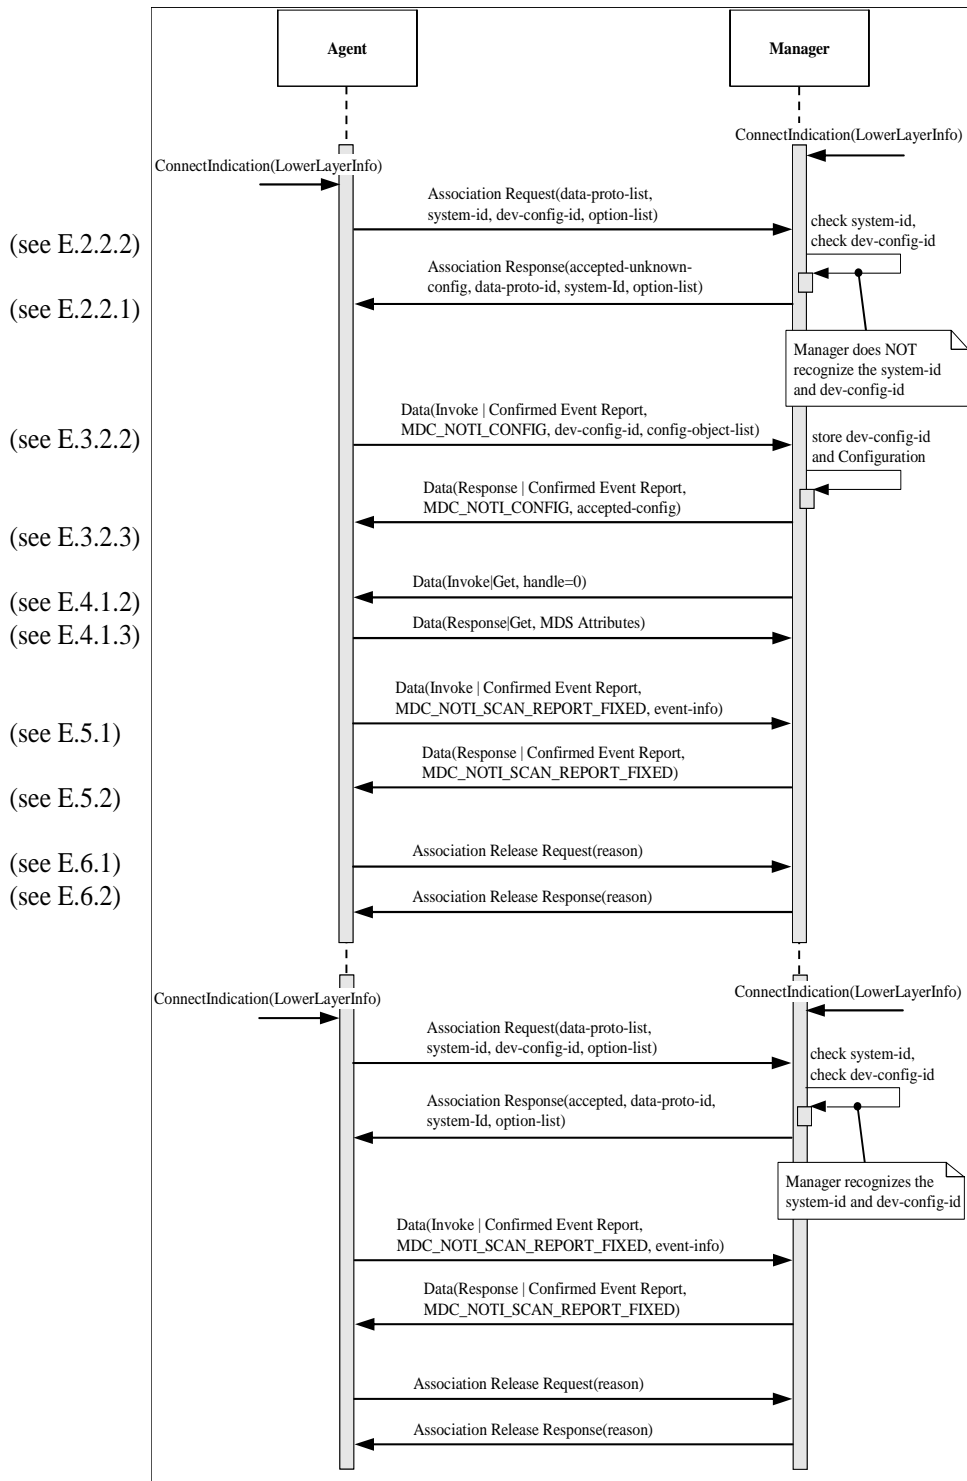 Agent
Manager
ConnectIndication(LowerLayerInfo)
ConnectIndication(LowerLayerInfo)
Association Request(data-proto-list,
system-id, dev-config-id, option-list)
check system-id,
check dev-config-id
(see E.2.2.2)
Association Response(accepted-unknown-
config, data-proto-id, system-Id, option-list)
(see E.2.2.1)
Manager does NOT
recognize the system-id
and dev-config-id
Data(Invoke | Confirmed Event Report,
MDC_NOTI_CONFIG, dev-config-id, config-object-list)
(see E.3.2.2)
store dev-config-id
and Configuration
Data(Response | Confirmed Event Report,
MDC_NOTI_CONFIG, accepted-config)
(see E.3.2.3)
Data(Invoke|Get, handle=0)
(see E.4.1.2)
Data(Response|Get, MDS Attributes)
(see E.4.1.3)
Data(Invoke | Confirmed Event Report,
MDC_NOTI_SCAN_REPORT_FIXED, event-info)
(see E.5.1)
Data(Response | Confirmed Event Report,
MDC_NOTI_SCAN_REPORT_FIXED)
(see E.5.2)
Association Release Request(reason)
(see E.6.1)
Association Release Response(reason)
(see E.6.2)
ConnectIndication(LowerLayerInfo)
ConnectIndication(LowerLayerInfo)
Association Request(data-proto-list,
system-id, dev-config-id, option-list)
check system-id,
check dev-config-id
Association Response(accepted, data-proto-id,
system-Id, option-list)
Manager recognizes the
system-id and dev-config-id
Data(Invoke | Confirmed Event Report,
MDC_NOTI_SCAN_REPORT_FIXED, event-info)
Data(Response | Confirmed Event Report,
MDC_NOTI_SCAN_REPORT_FIXED)
Association Release Request(reason)
Association Release Response(reason)